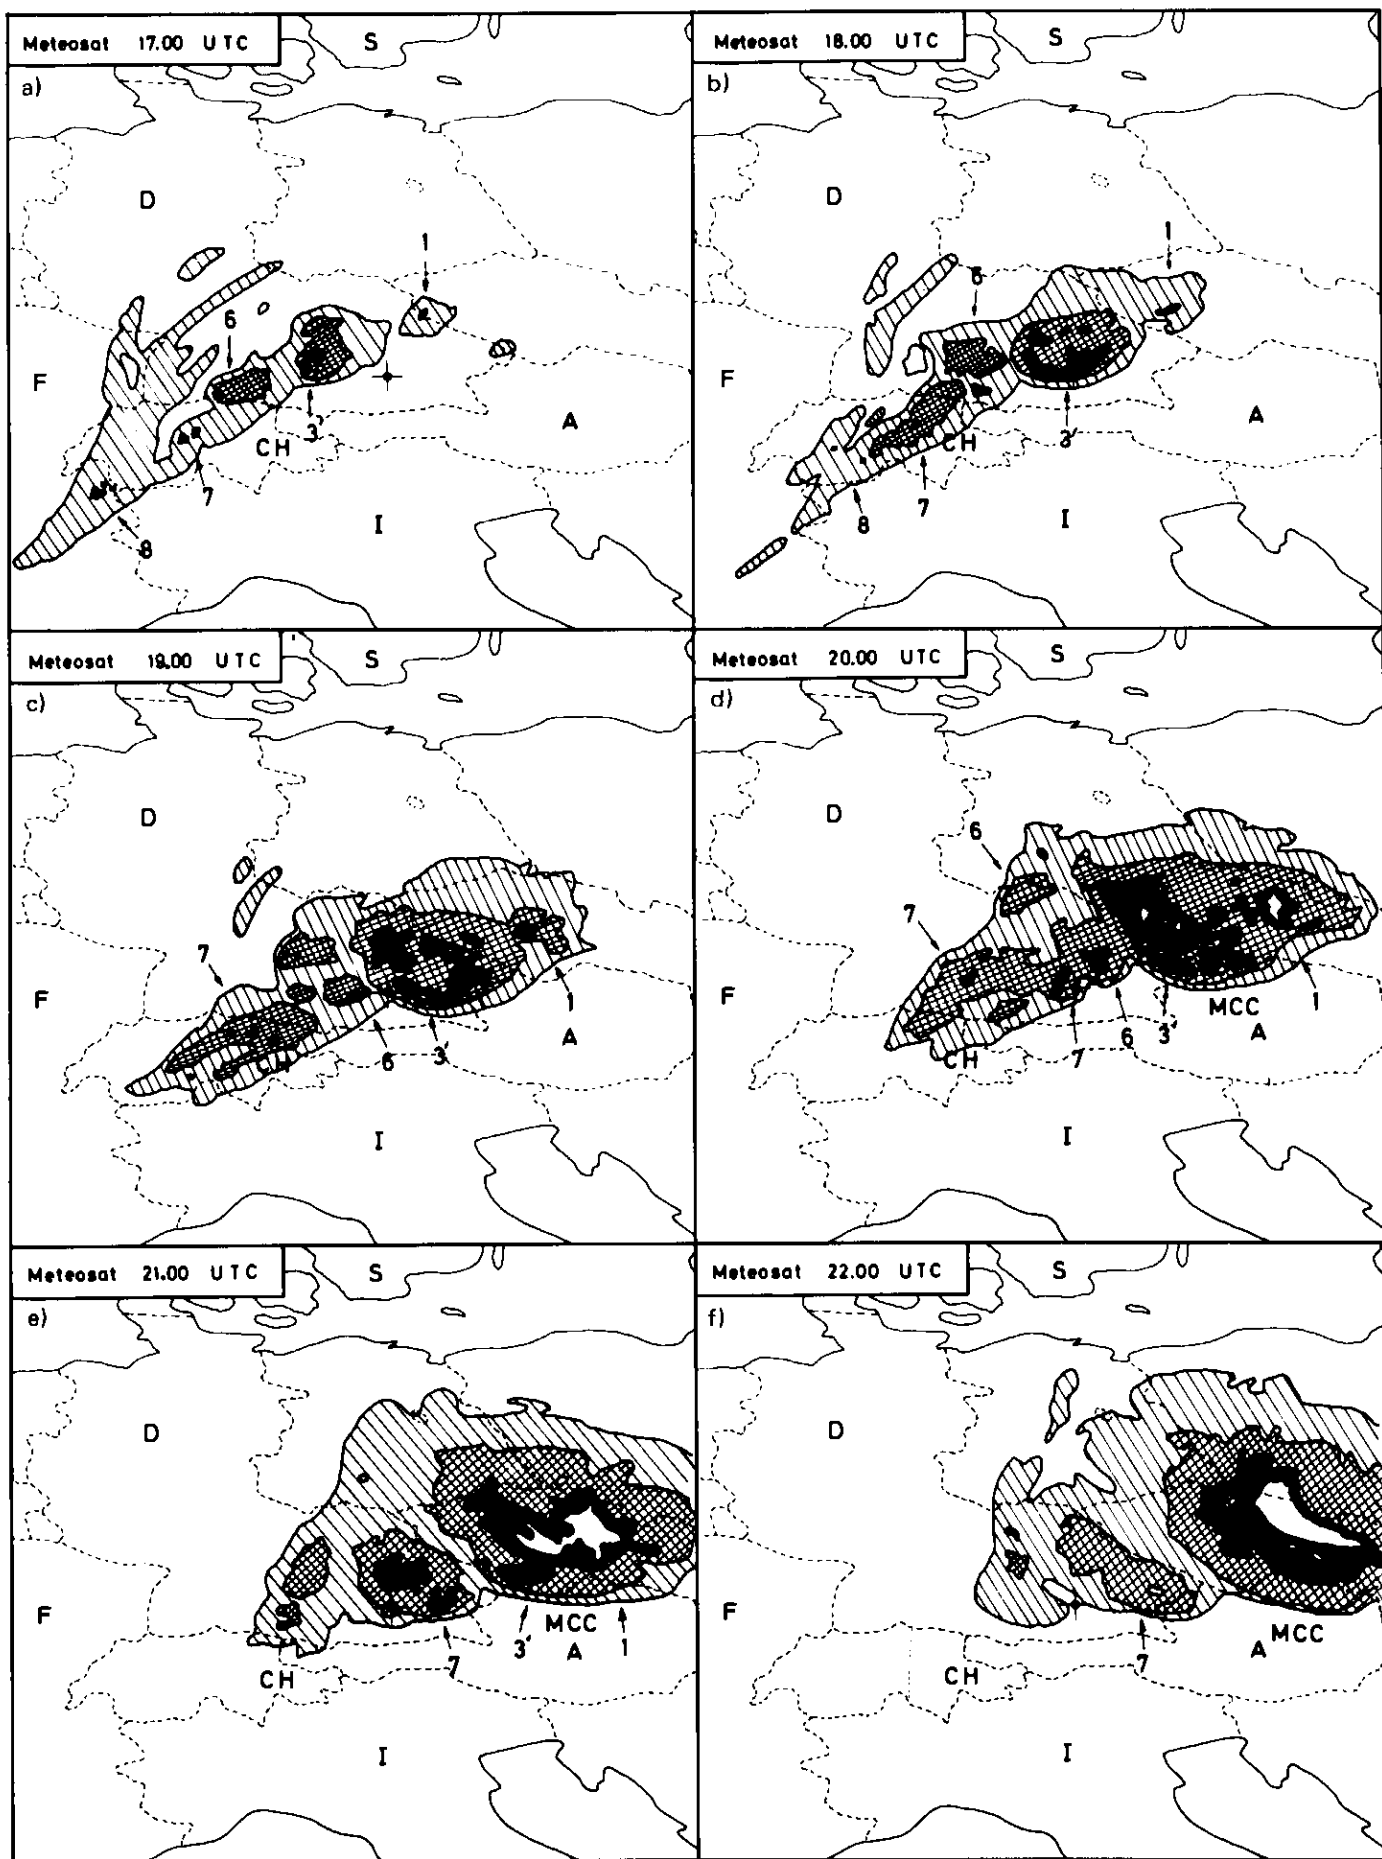 Meteosat 17.00 UTC
S
a)
D
1
6
F
3'
CH
A
7
I
8
Meteosat 18.00 UTC
S
b)
D
1
6
F
A
3'
CH
7
8
I
Meteosat 19.00 UTC
S
c)
D
7
F
1
A
6
3'
CH
I
Meteosat 20.00 UTC
S
d)
D
6
7
F
MCC
1
A
6
3'
7
CH
I
Meteosat 21.00 UTC
S
e)
D
F
MCC
3'
A
1
7
CH
I
Meteosat 22.00 UTC
S
f)
D
F
MCC
A
7
CH
I